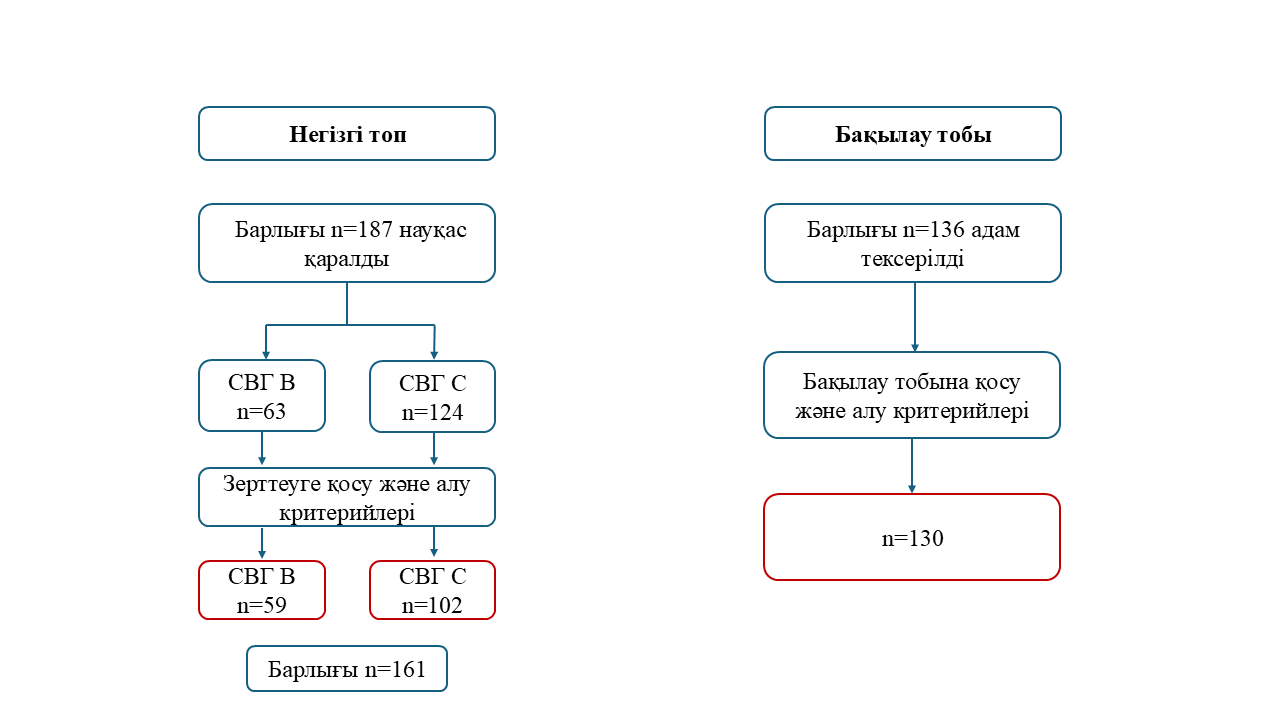 Негізгі топ
Барлығы n=187 науқас
қаралды
СВГ В
n=63
СВГ С
n=124
Зерттеуге қосу және алу
критерийлері
СВГ В
n=59
СВГ С
n=102
Барлығы n=161
Бақылау тобы
Барлығы n=136 адам
тексерілді
Бақылау тобына қосу
және алу критерийлері
n=130